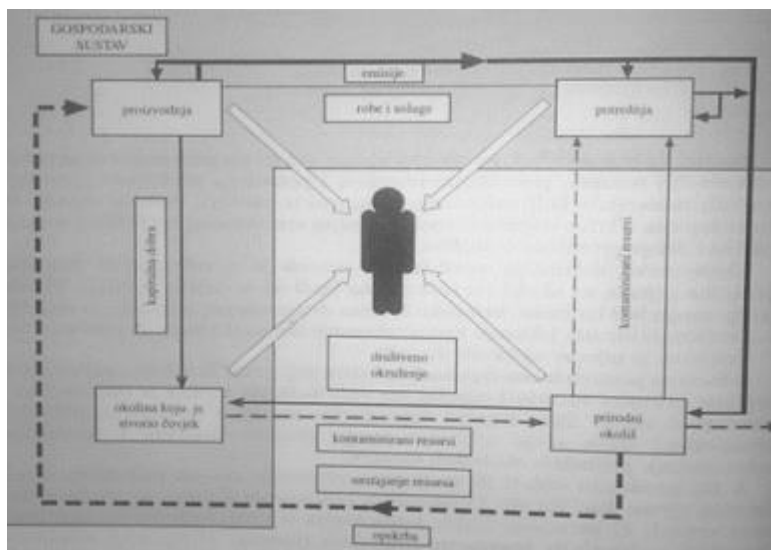 GOSPODARSKI
SUSTAV
emisije
proizvodnja
robe i usluge
potrošnja
kapitalna dobra
kontaminirani resursi
društveno
okruženje
okolina koju je
stvorio čovjek
prirodni
okoliš
kontaminirani resursi
resursa
opskrba